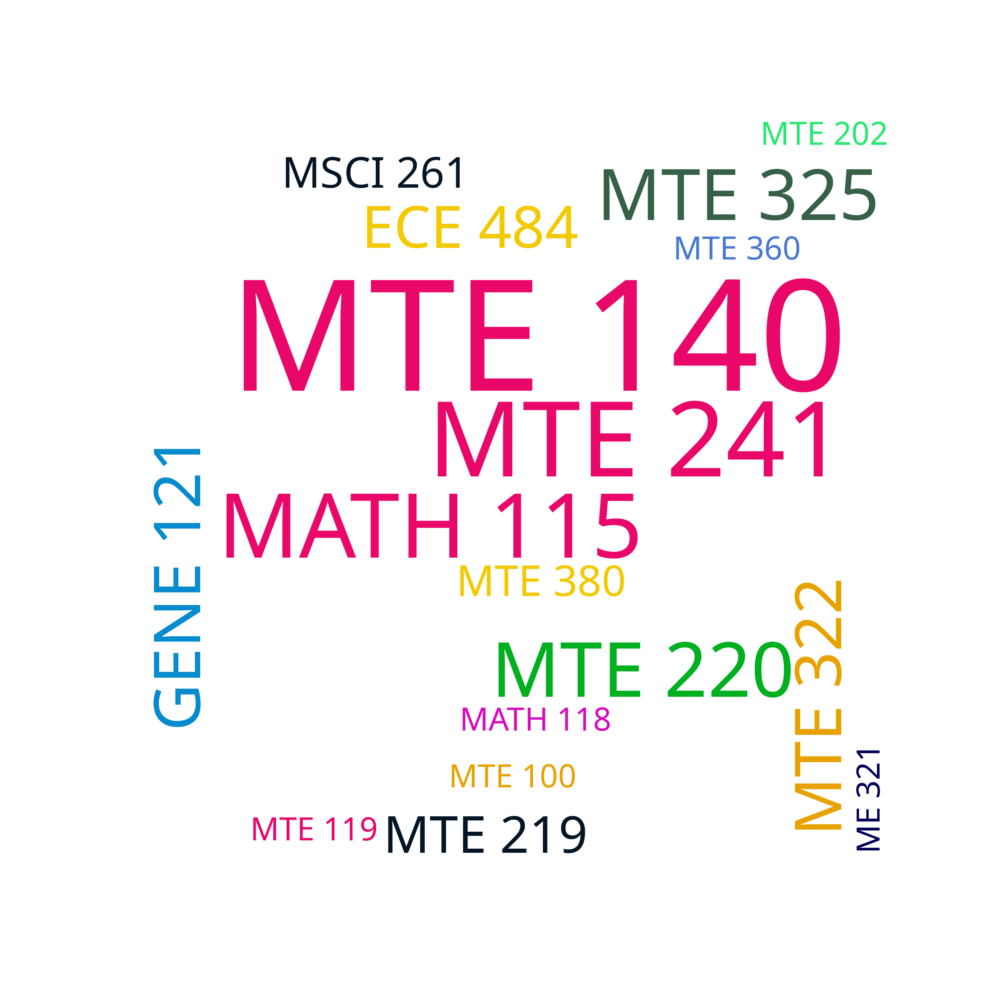 MTE 202
MSCI 261
MTE 325
ECE 484
MTE 360
MTE 140
MTE 241
GENE 121
MATH 115
MTE 380
MTE 322
MTE 220
MATH 118
ME 321
MTE 100
MTE 119
MTE 219